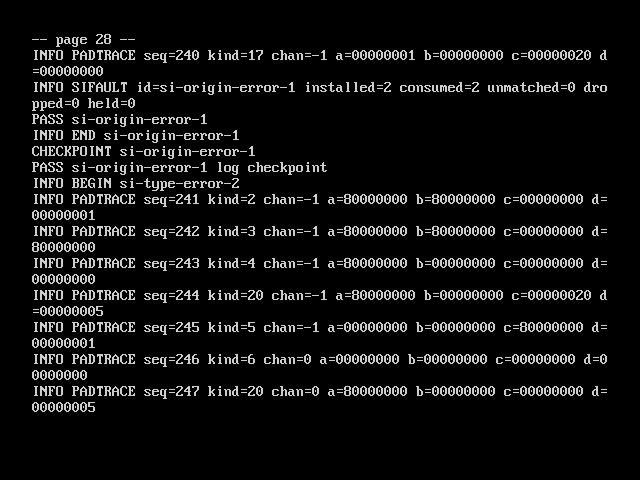 -- page 28 --
INFO PADTRACE seq=240 kind=17 chan=-1 a=00000001 b=00000000 c=00000020 d
=00000000
INFO SIFAULT id=si-origin-error-1 installed=2 consumed=2 unmatched=0 dro
pped=0 held=0
PASS si-origin-error-1
INFO END si-origin-error-1
CHECKPOINT si-origin-error-1
PASS si-origin-error-1 log checkpoint
INFO BEGIN si-type-error-2
INFO PADTRACE seq=241 kind=2 chan=-1 a=80000000 b=80000000 c=00000000 d=
00000001
INFO PADTRACE seq=242 kind=3 chan=-1 a=80000000 b=80000000 c=00000000 d=
80000000
INFO PADTRACE seq=243 kind=4 chan=-1 a=80000000 b=00000000 c=00000000 d=
00000000
INFO PADTRACE seq=244 kind=20 chan=-1 a=80000000 b=00000000 c=00000020 d
=00000005
INFO PADTRACE seq=245 kind=5 chan=-1 a=00000000 b=00000000 c=80000000 d=
00000001
INFO PADTRACE seq=246 kind=6 chan=0 a=00000000 b=00000000 c=00000000 d=0
0000000
INFO PADTRACE seq=247 kind=20 chan=0 a=80000000 b=00000000 c=00000000 d=
00000005